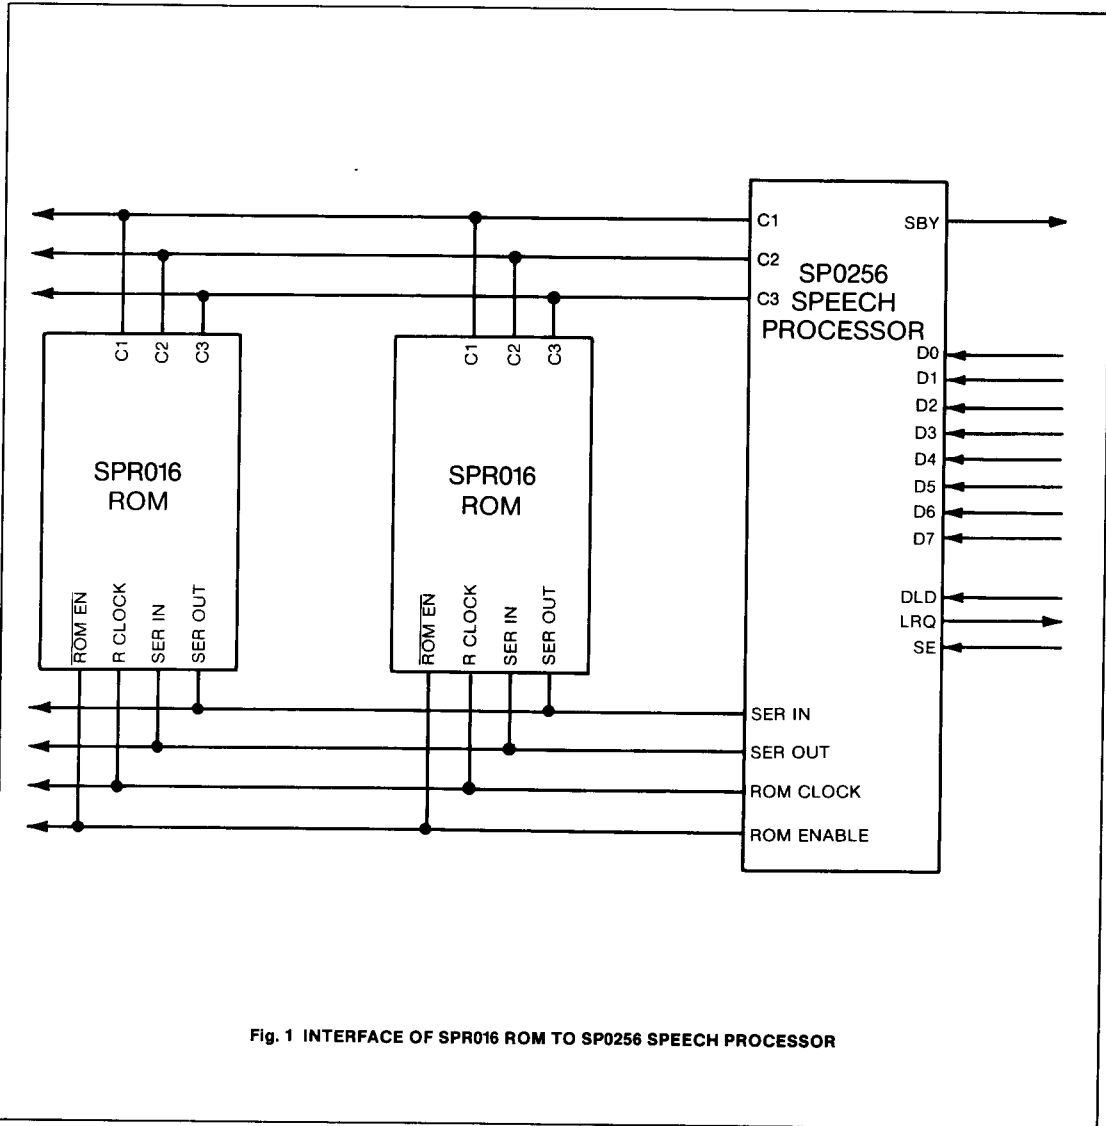 C1
SBY
C2
SP0256
C3
SPEECH
PROCESSOR
C1
C2
C3
C1
C2
C3
D0
D1
D2
D3
D4
D5
D6
D7
SPR016
ROM
SPR016
ROM
ROM EN
R CLOCK
SER IN
SER OUT
ROM EN
R CLOCK
SER IN
SER OUT
DLD
LRQ
SE
SER IN
SER OUT
ROM CLOCK
ROM ENABLE
Fig. 1 INTERFACE OF SPR016 ROM TO SP0256 SPEECH PROCESSOR